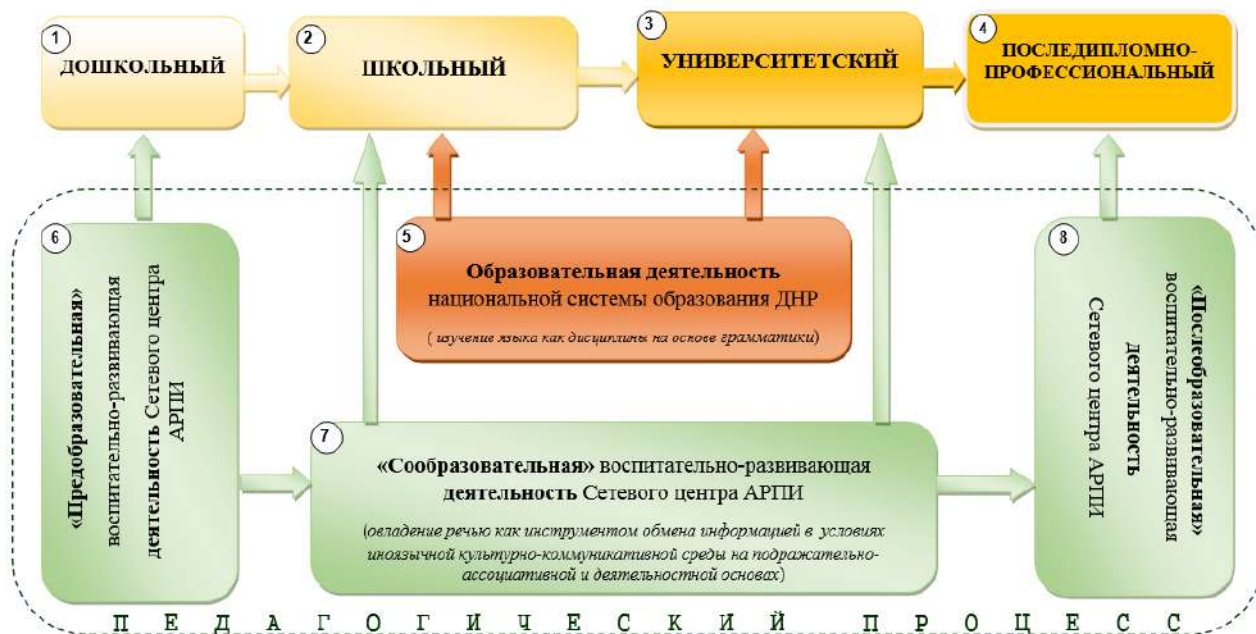 1
ДОШКОЛЬНЫЙ
2
ШКОЛЬНЫЙ
3
УНИВЕРСИТЕТСКИЙ
4
ПОСЛЕДИПЛОМНО-
ПРОФЕССИОНАЛЬНЫЙ
5
Образовательная деятельность
национальной системы образования ДНР
( изучение языка как дисциплины на основе грамматики)
6
«Предобразовательная»
воспитательно-развивающая
деятельность Сетевого центра
АРПИ
7
«Сообразовательная» воспитательно-развивающая
деятельность Сетевого центра АРПИ
(овладение речью как инструментом обмена информацией в условиях
иноязычной культурно-коммуникативной среды на подражательно-
ассоциативной и деятельностной основах)
8
«Послеобразовательная»
воспитательно-развивающая
деятельность
Сетевого центра АРПИ
ПЕДАГОГИЧЕСКИЙ ПРОЦЕСС